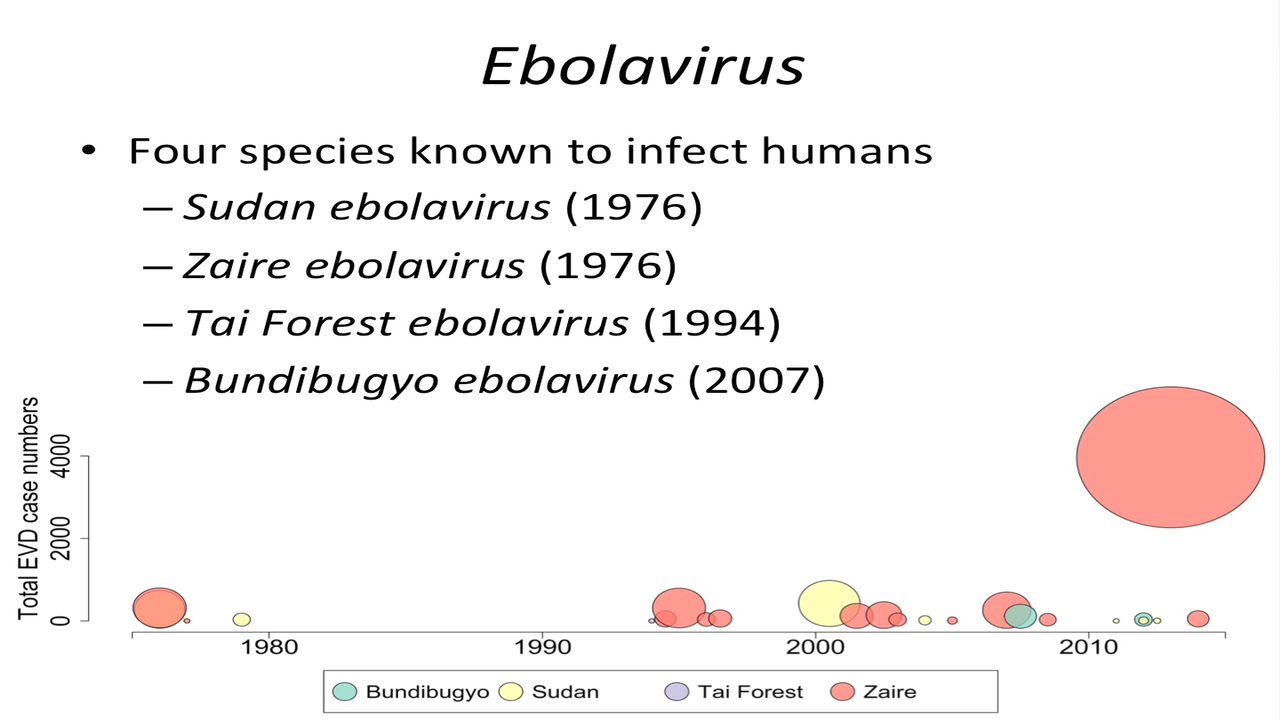 Ebolavirus
• Four species known to infect humans
– Sudan ebolavirus (1976)
– Zaire ebolavirus (1976)
– Tai Forest ebolavirus (1994)
– Bundibugyo ebolavirus (2007)
Total EVD case numbers
4000
2000
0
1980 1990 2000 2010
Bundibugyo Sudan Tai Forest Zaire